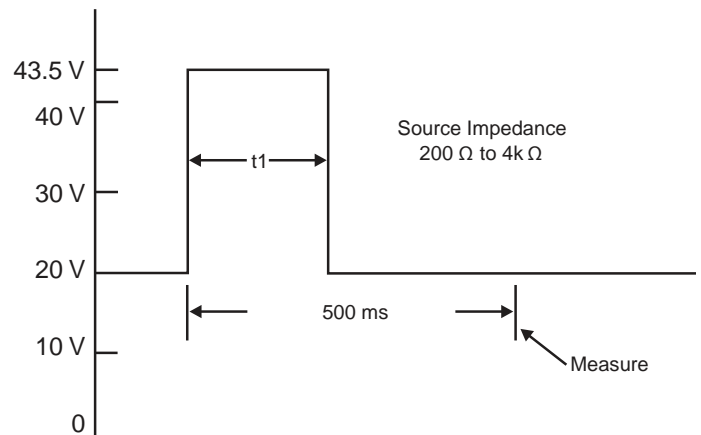 43.5 V
40 V
Source Impedance
200 Ω to 4k Ω
t1
30 V
20 V
500 ms
10 V
Measure
0